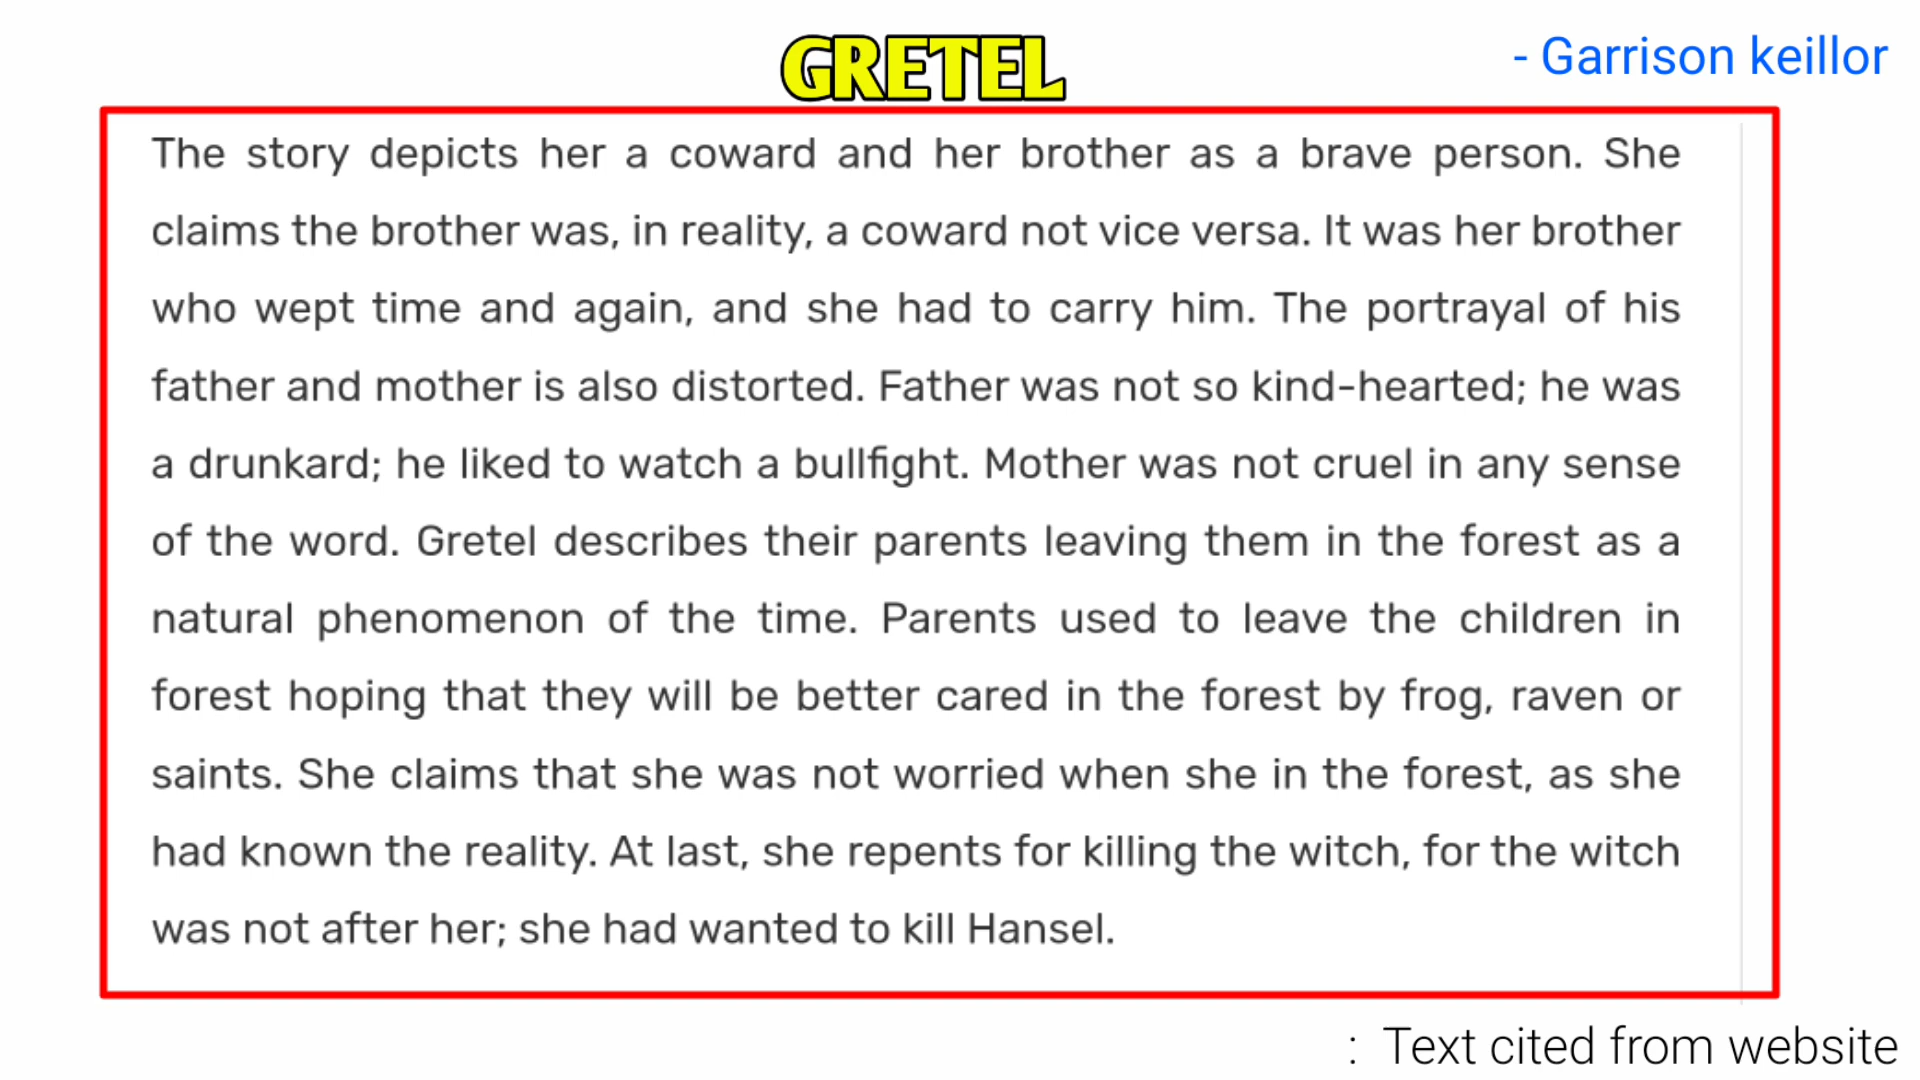 GRETEL
- Garrison keillor
The story depicts her a coward and her brother as a brave person. She
claims the brother was, in reality, a coward not vice versa. It was her brother
who wept time and again, and she had to carry him. The portrayal of his
father and mother is also distorted. Father was not so kind-hearted; he was
a drunkard; he liked to watch a bullfight. Mother was not cruel in any sense
of the word. Gretel describes their parents leaving them in the forest as a
natural phenomenon of the time. Parents used to leave the children in
forest hoping that they will be better cared in the forest by frog, raven or
saints. She claims that she was not worried when she in the forest, as she
had known the reality. At last, she repents for killing the witch, for the witch
was not after her; she had wanted to kill Hansel.
: Text cited from website